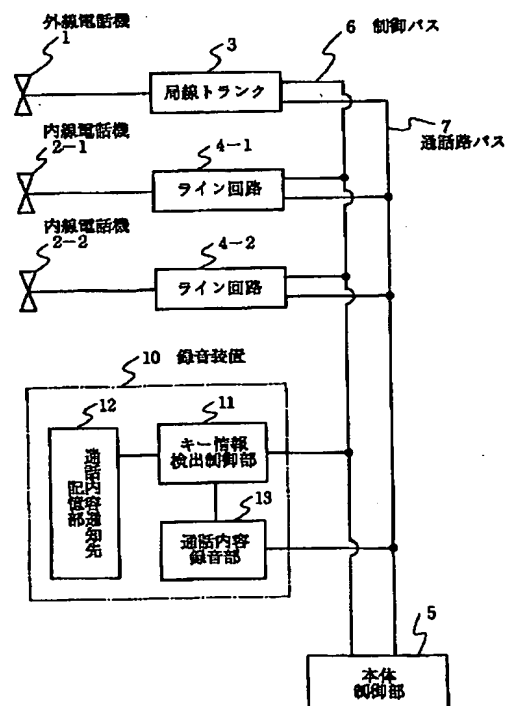 外線電話機
1
3
局線トランク
6 制御バス
7
通話路バス
内線電話機
2-1
4-1
ライン回路
内線電話機
2-2
4-2
ライン回路
10 録音装置
12
通話内容通知先
記憶部
11
キー情報
検出制御部
13
通話内容
録音部
5
本体
制御部